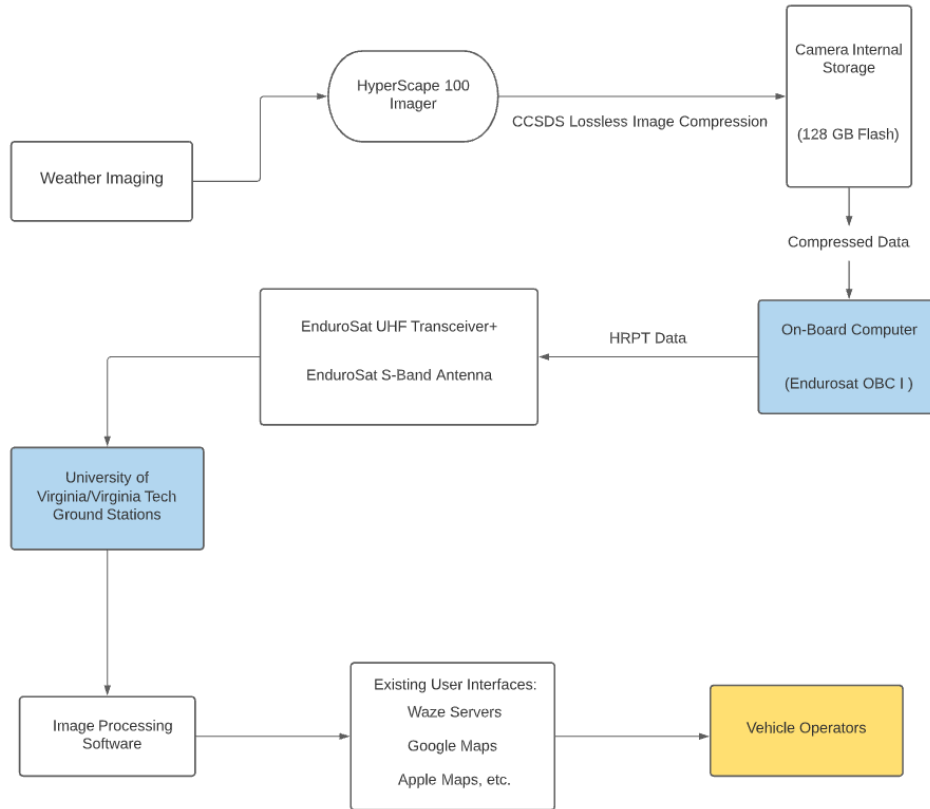 Weather Imaging
HyperScape 100
Imager
CCSDS Lossless Image Compression
Camera Internal
Storage
(128 GB Flash)
Compressed Data
On-Board Computer
(Endurosat OBC I )
HRPT Data
EnduroSat UHF Transceiver+
EnduroSat S-Band Antenna
University of
Virginia/Virginia Tech
Ground Stations
Image Processing
Software
Existing User Interfaces:
Waze Servers
Google Maps
Apple Maps, etc.
Vehicle Operators